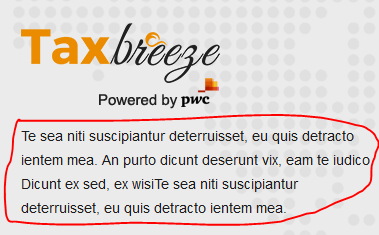 Taxbreeze
Powered by pwc
Te sea niti suscipiantur deterruisset, eu quis detracto
ientem mea. An purto dicunt deserunt vix, eam te iudico
Dicunt ex sed, ex wisiTe sea niti suscipiantur
deterruisset, eu quis detracto ientem mea.